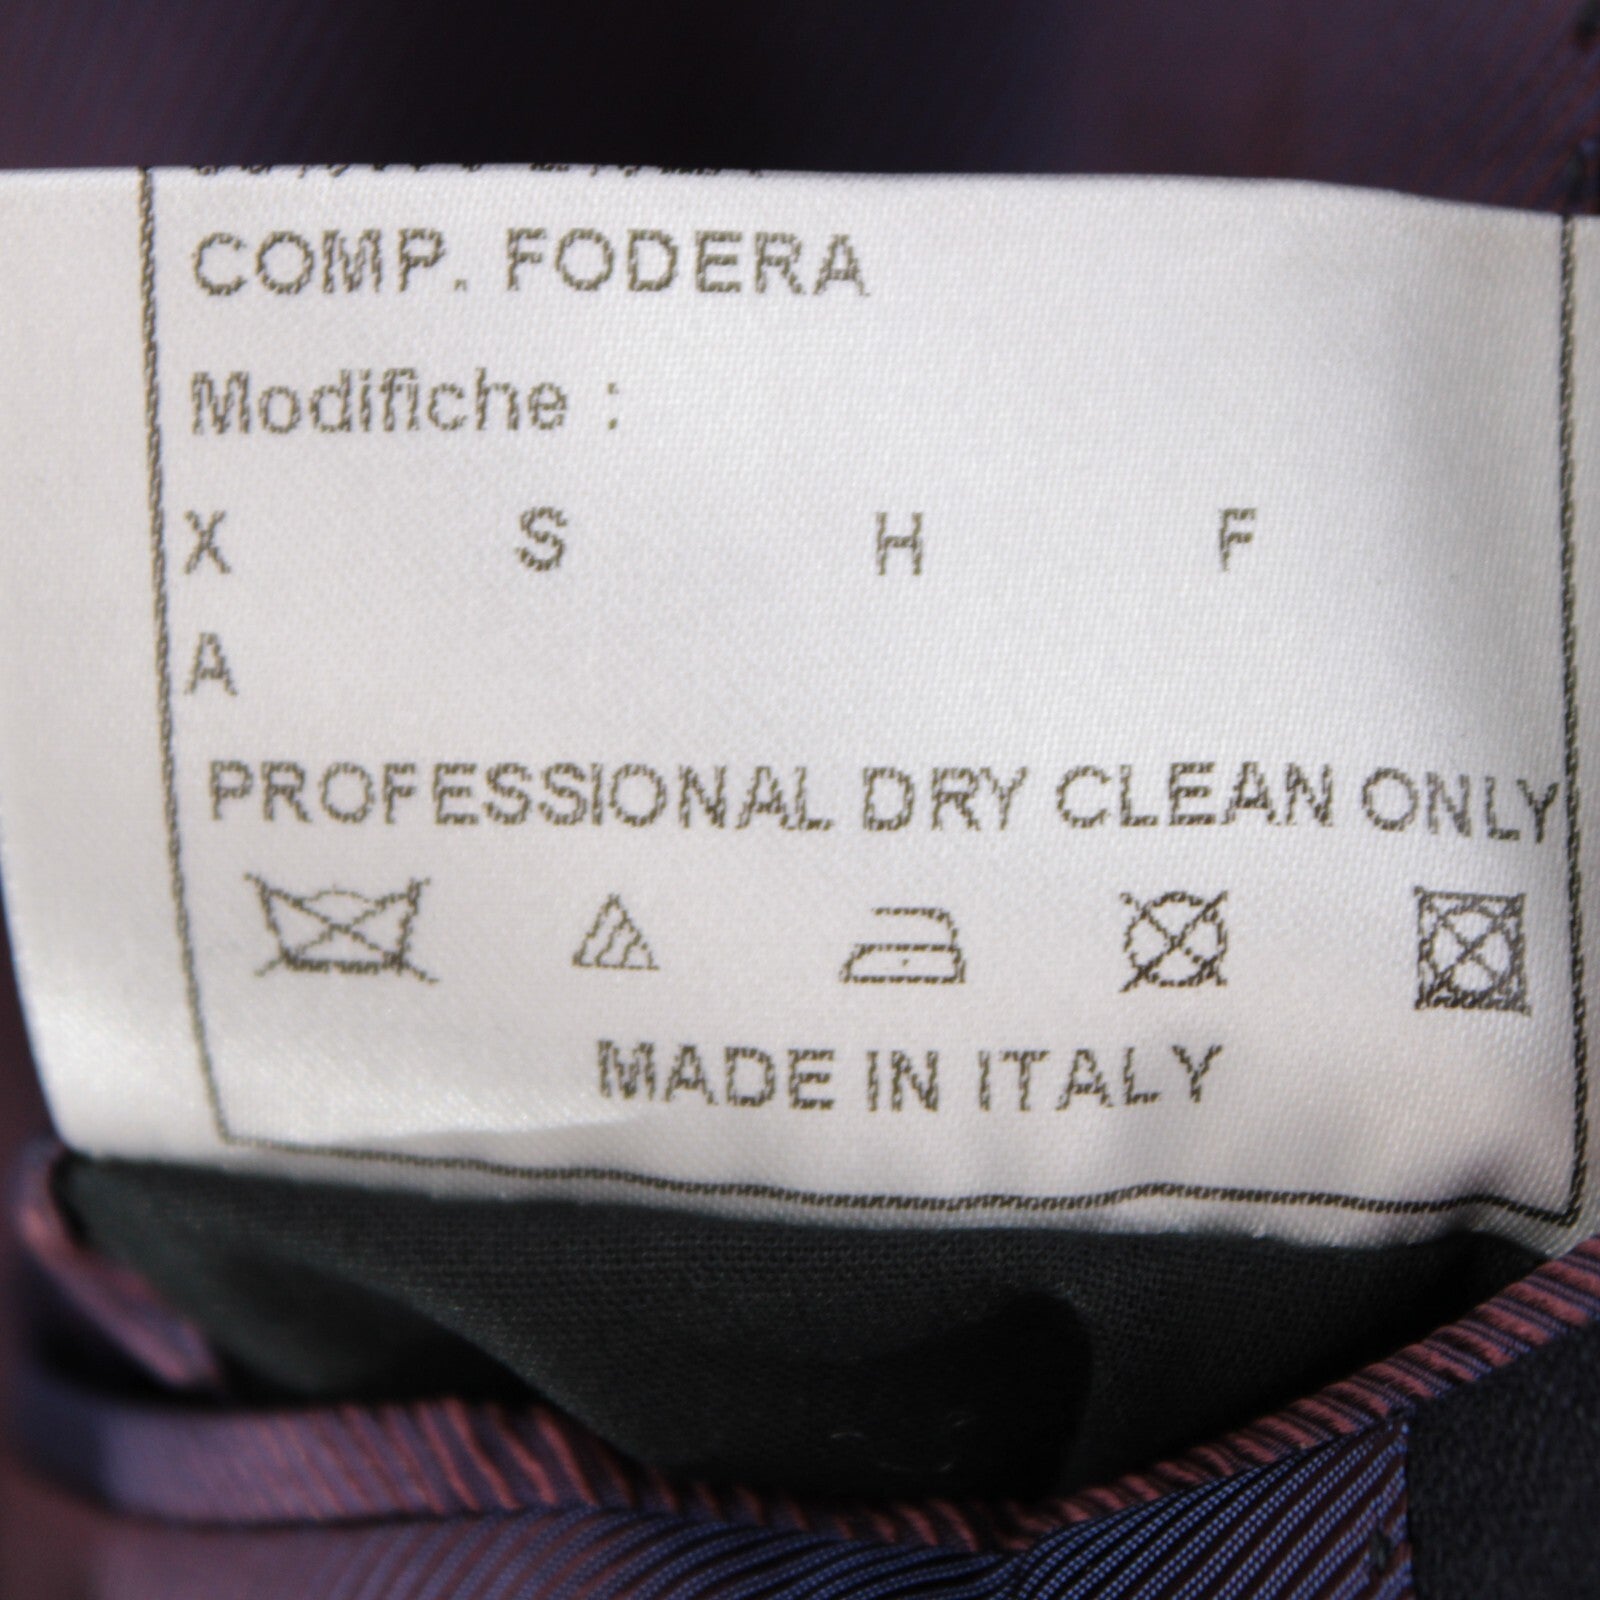 COMP. FODERA
Modifiche :
X S H F
A
PROFESSIONAL DRY CLEAN ONLY
MADE IN ITALY